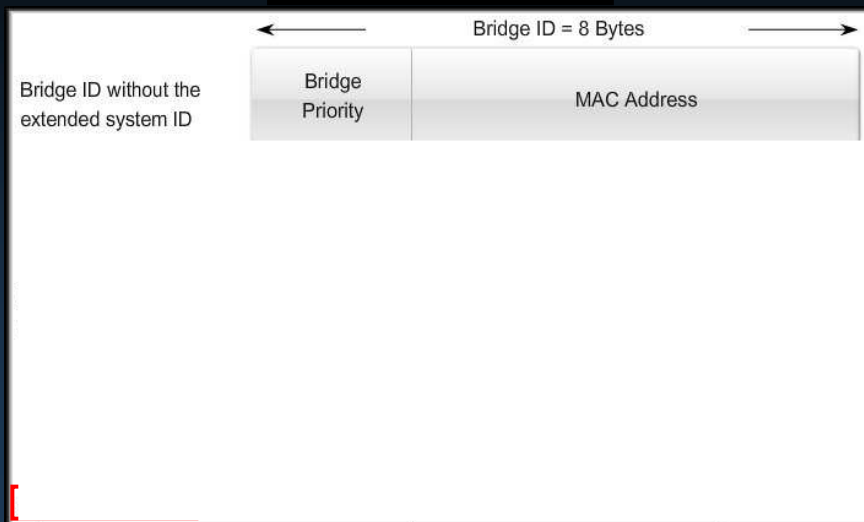 Bridge ID = 8 Bytes
Bridge ID without the
extended system ID
Bridge
Priority
MAC Address